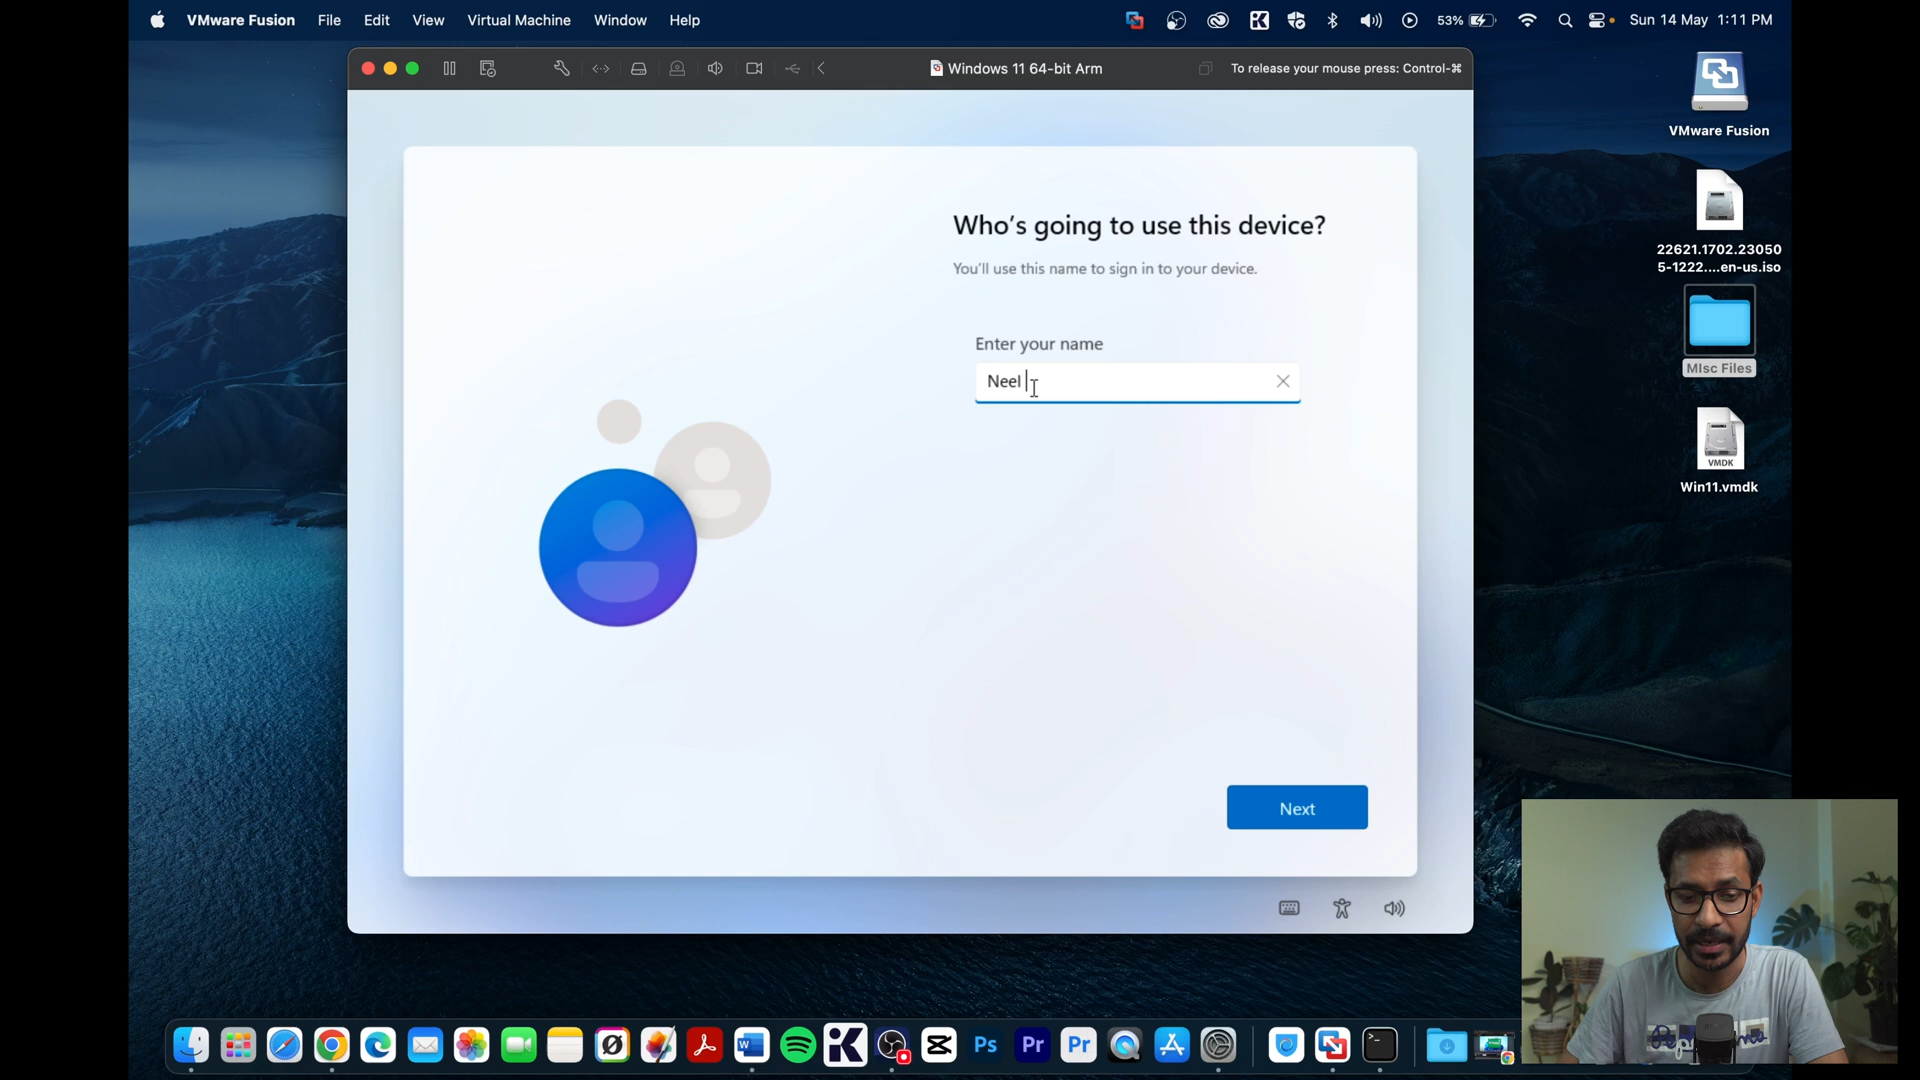 VMware Fusion File Edit View Virtual Machine Window Help
53% Sun 14 May 1:11 PM
Windows 11 64-bit Arm
To release your mouse press: Control-⌘
VMware Fusion
22621.1702.23050
5-1222....en-us.iso
MIsc Files
VMDK
Win11.vmdk
Who's going to use this device?
You'll use this name to sign in to your device.
Enter your name
Neel
Next
W
Ps
Pr
Pr